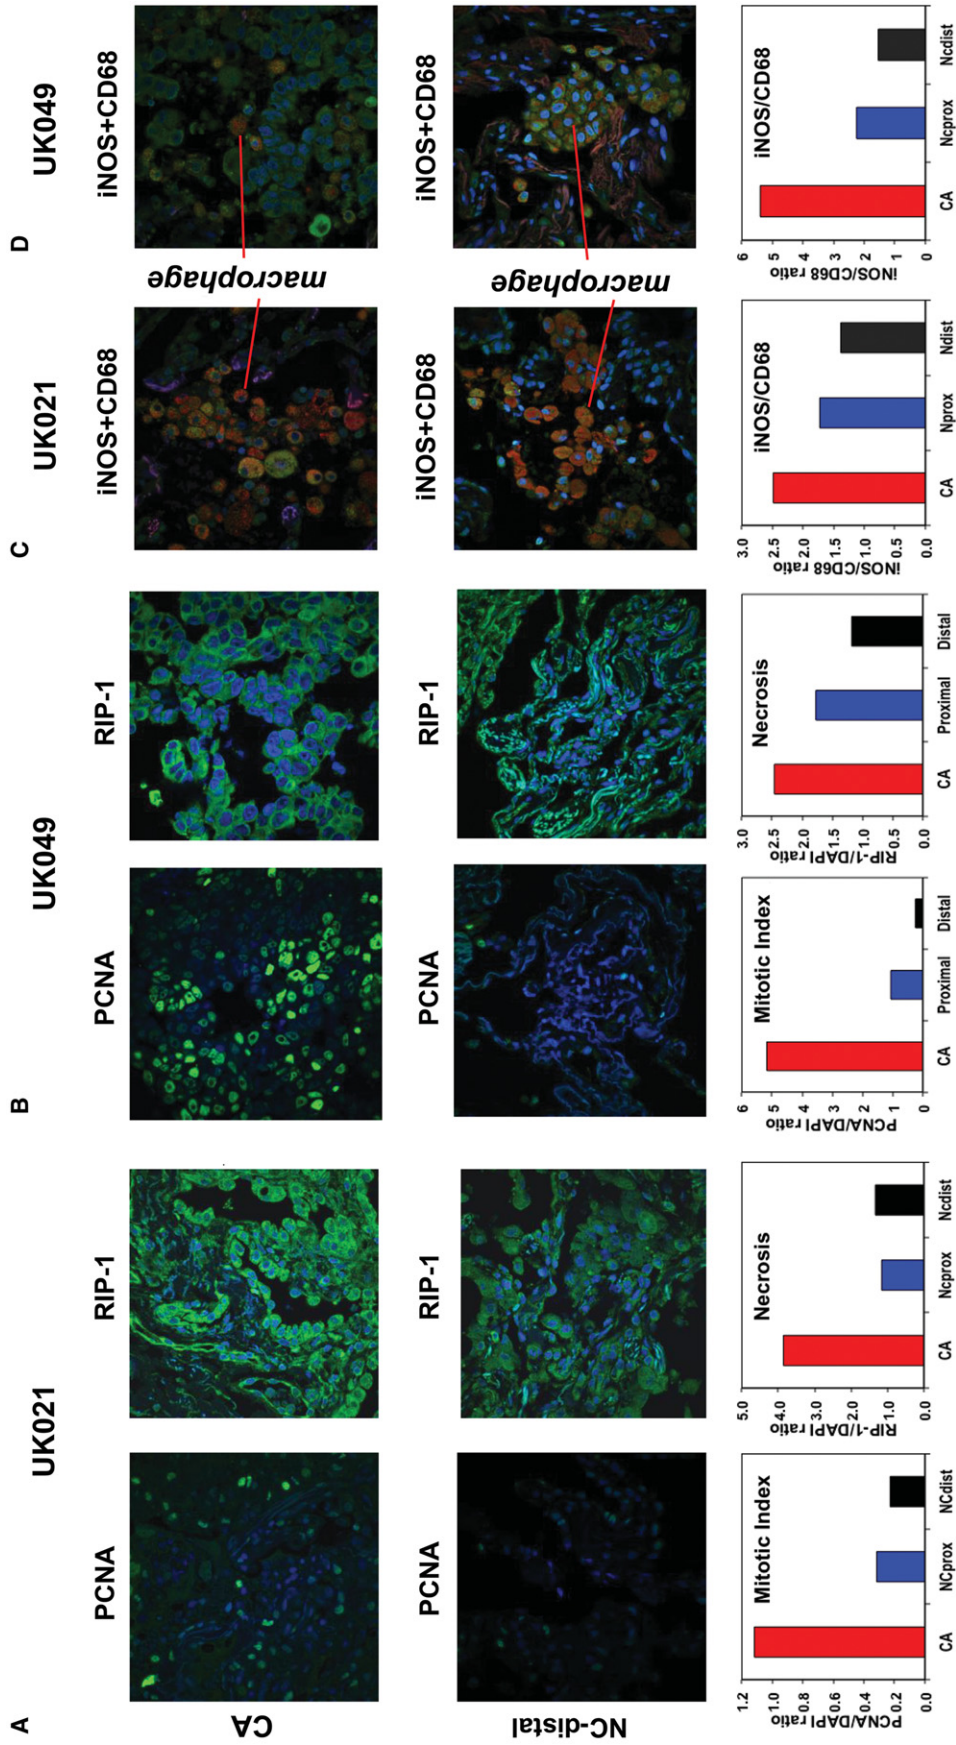 A
UK021
PCNA
RIP-1
CA
PCNA
RIP-1
NC-distal
Mitotic Index
PCNA/DAPI ratio
1.2
1.0
0.8
0.6
0.4
0.2
0.0
CA
NCprox
NCdist
Necrosis
RIP-1/DAPI ratio
5.0
4.0
3.0
2.0
1.0
0.0
CA
Ncprox
Ncdist
B
UK049
PCNA
RIP-1
PCNA
RIP-1
Mitotic Index
PCNA/DAPI ratio
6
5
4
3
2
1
0
CA
Proximal
Distal
Necrosis
RIP-1/DAPI ratio
3.0
2.5
2.0
1.5
1.0
0.5
0.0
CA
Proximal
Distal
C
UK021
iNOS+CD68
macrophage
iNOS+CD68
macrophage
iNOS/CD68
iNOS/CD68 ratio
3.0
2.5
2.0
1.5
1.0
0.5
0.0
CA
Nprox
Ndist
D
UK049
iNOS+CD68
iNOS+CD68
iNOS/CD68
iNOS/CD68 ratio
6
5
4
3
2
1
0
CA
Ncprox
Ncdist